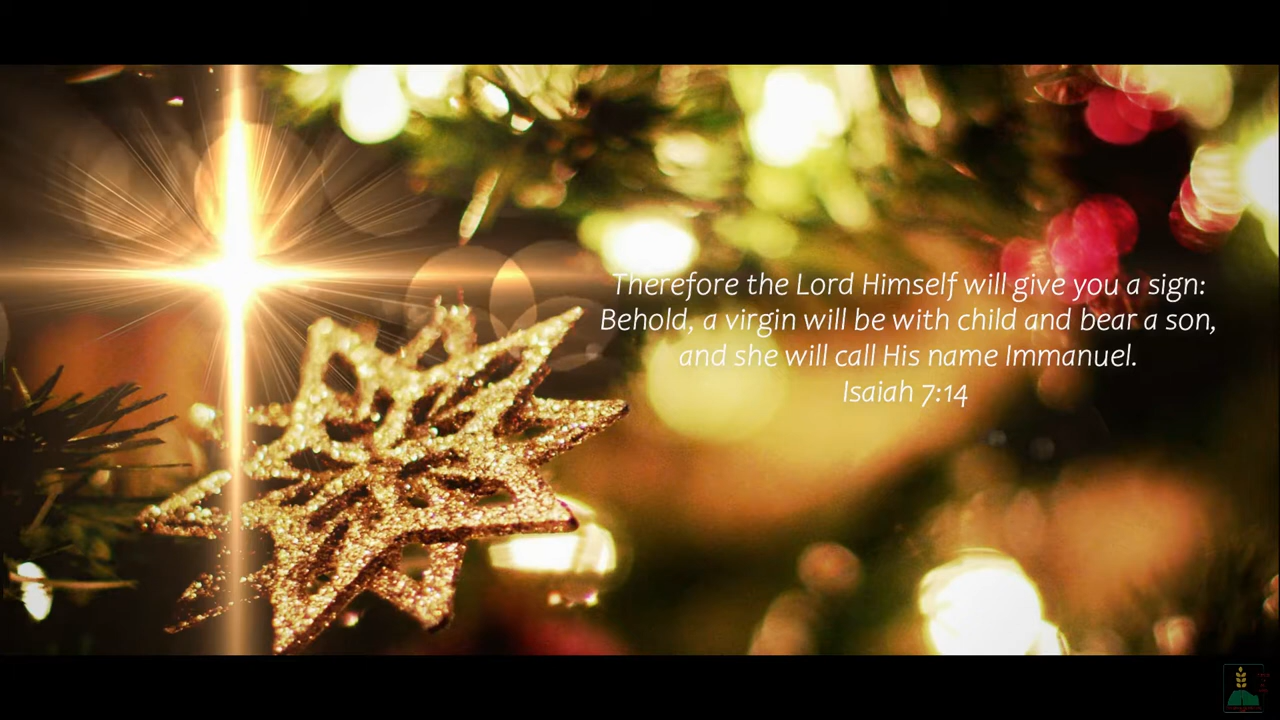 Therefore the Lord Himself will give you a sign:
Behold, a virgin will be with child and bear a son,
and she will call His name Immanuel.
Isaiah 7:14